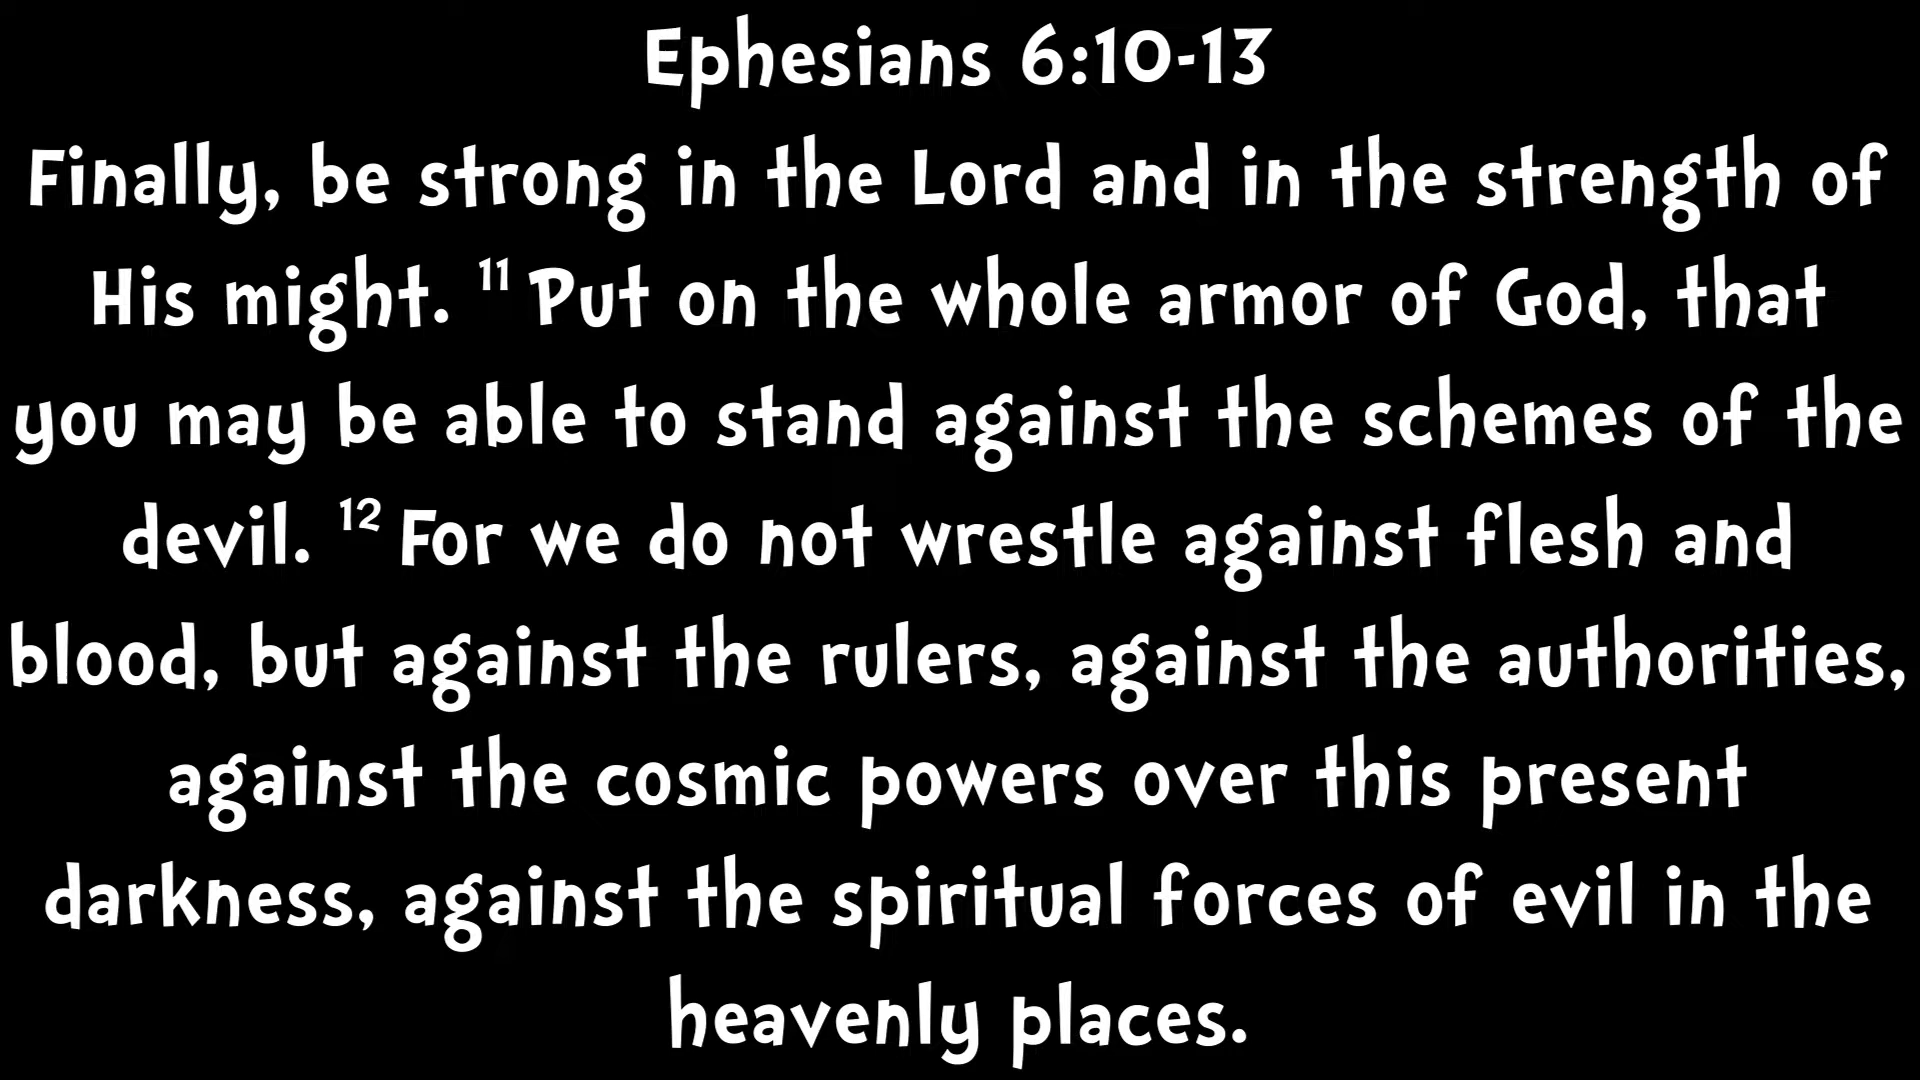 Ephesians 6:10-13
Finally, be strong in the Lord and in the strength of
His might. ¹¹ Put on the whole armor of God, that
you may be able to stand against the schemes of the
devil. ¹² For we do not wrestle against flesh and
blood, but against the rulers, against the authorities,
against the cosmic powers over this present
darkness, against the spiritual forces of evil in the
heavenly places.